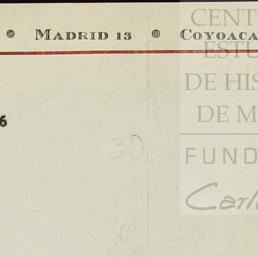 MADRID 13 COYOACA
6
30
CENT
ESTU
DE HIS
DE M
FUND
Carl